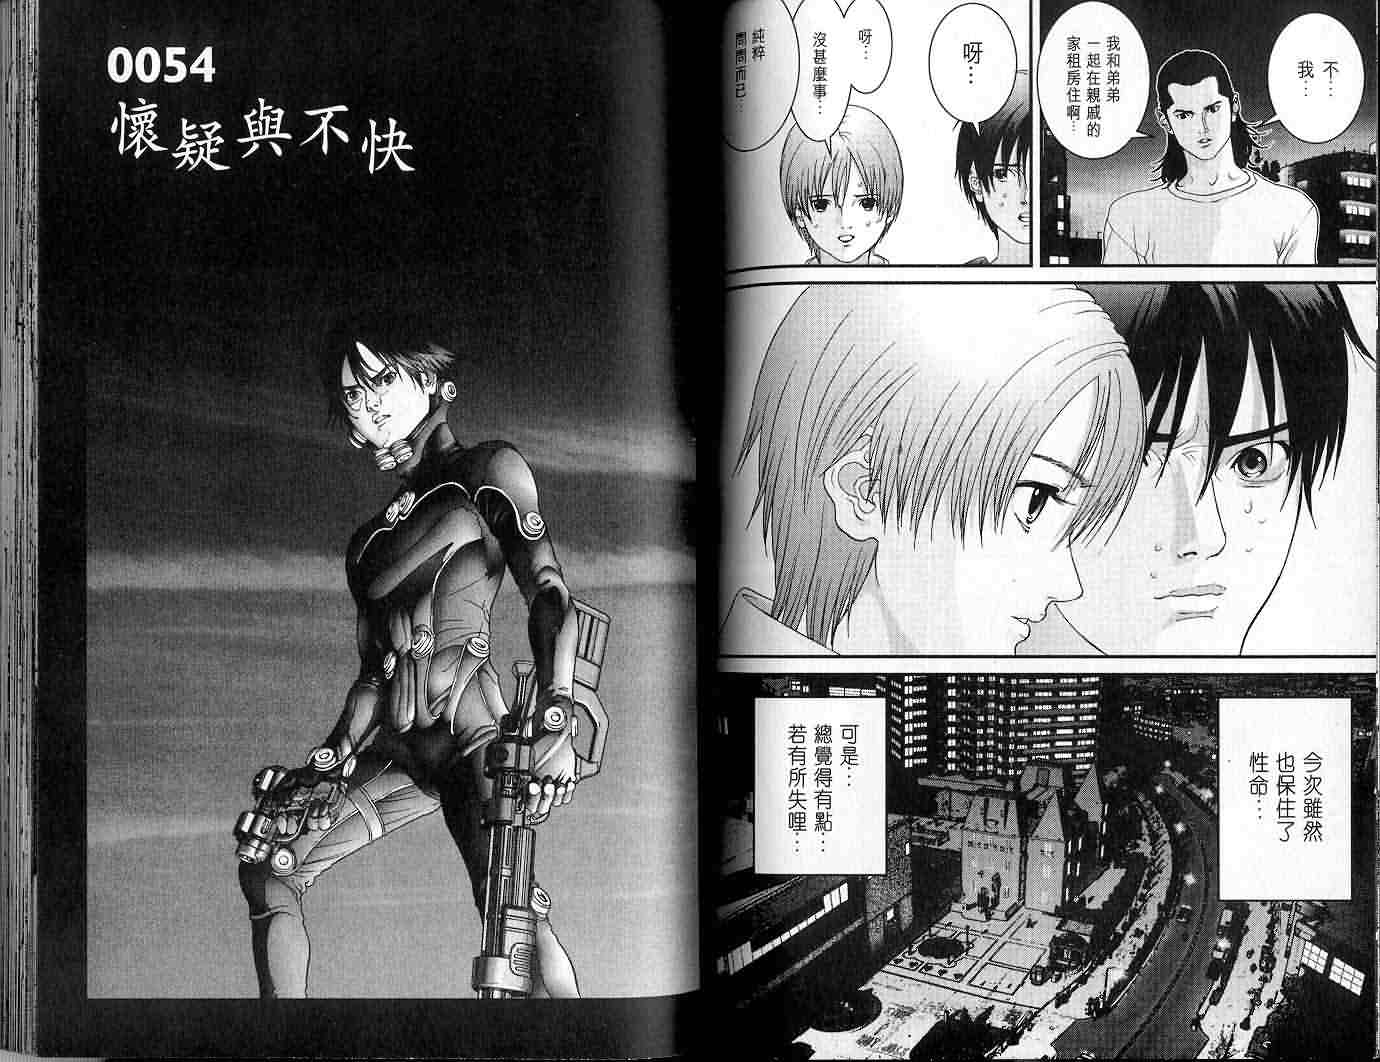 不⋯
我⋯
我和弟弟
一起在親戚的
家租房住啊⋯
呀⋯
呀⋯
沒甚麼事⋯
純粹
問問而已⋯
今次雖然
也保住了
性命⋯
可是⋯
總覺得有點⋯
若有所失哩⋯
0054
懷疑與不快